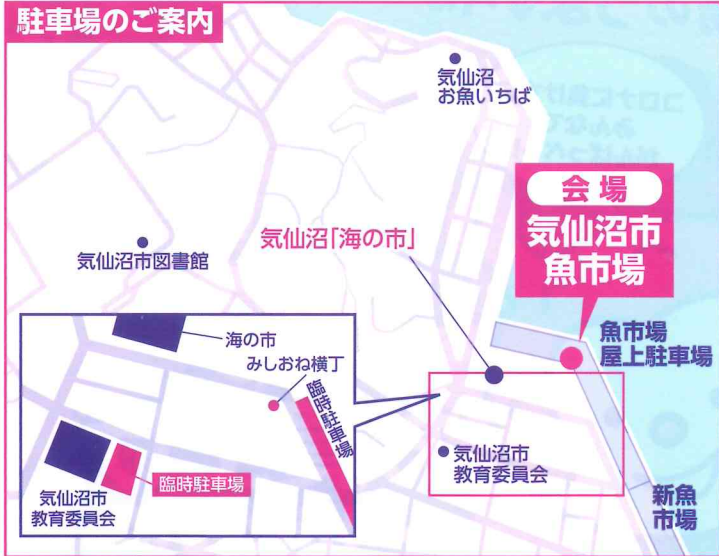 駐車場のご案内
気仙沼
お魚いちば
会場
気仙沼市
魚市場
気仙沼「海の市」
気仙沼市図書館
魚市場
屋上駐車場
海の市
みしおね横丁
臨時駐車場
気仙沼市
教育委員会
臨時駐車場
気仙沼市
教育委員会
新魚
市場